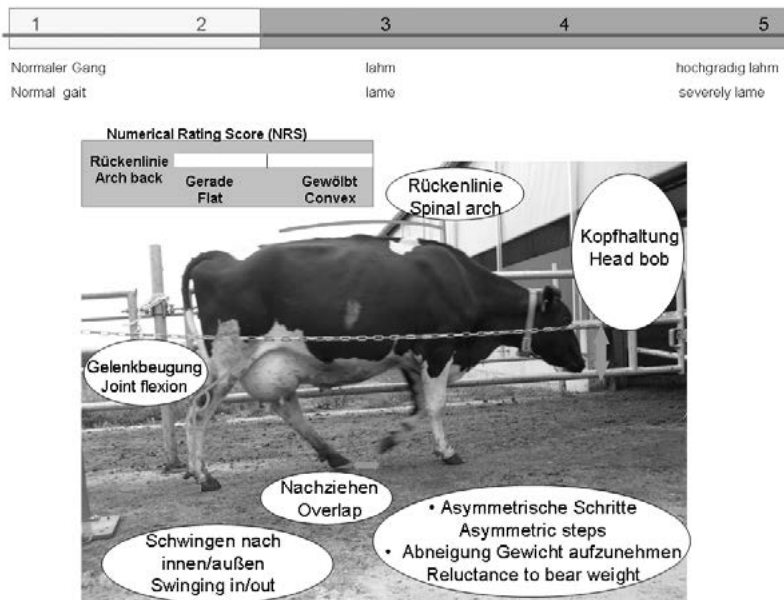 1 2 3 4 5
Normaler Gang lahm hochgradig lahm
Normal gait lame severely lame
Numerical Rating Score (NRS)
Rückenlinie
Arch back
Gerade
Flat
Gewölbt
Convex
Rückenlinie
Spinal arch
Kopfhaltung
Head bob
Gelenkbeugung
Joint flexion
Nachziehen
Overlap
Schwingen nach
innen/außen
Swinging in/out
• Asymmetrische Schritte
Asymmetric steps
• Abneigung Gewicht aufzunehmen
Reluctance to bear weight